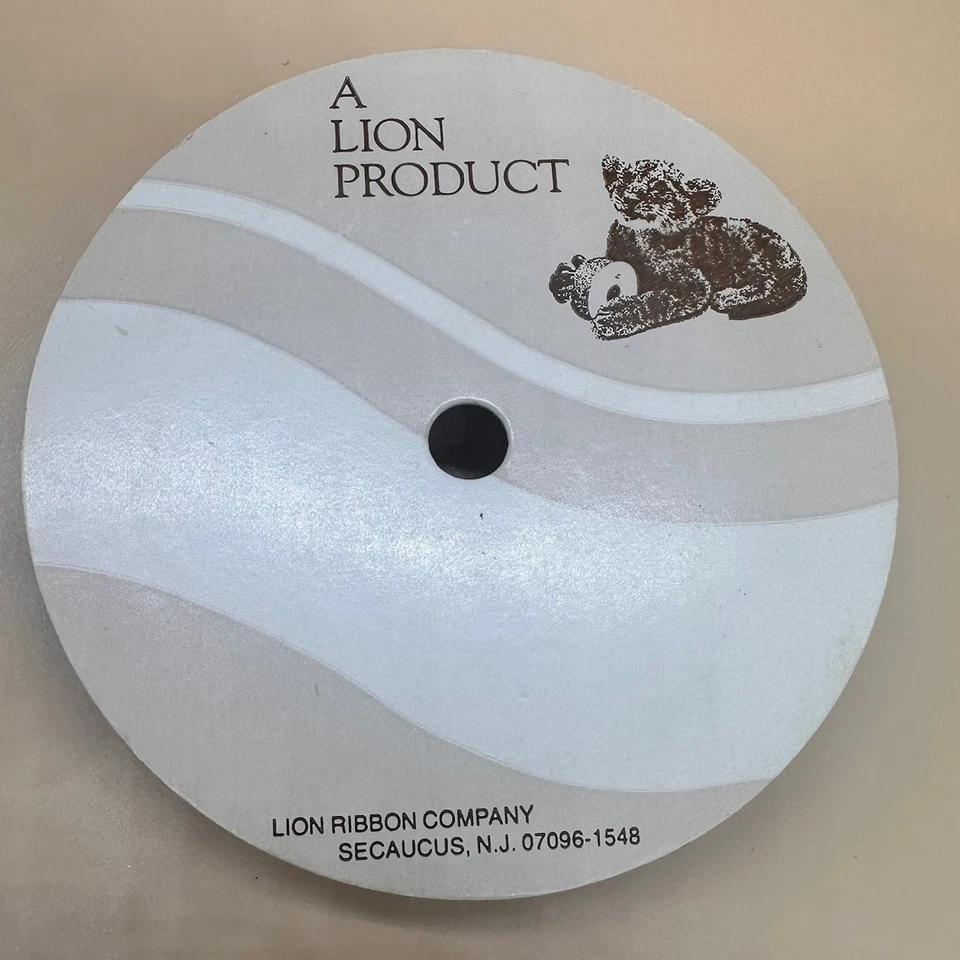 A
LION
PRODUCT
LION RIBBON COMPANY
SECAUCUS, N.J. 07096-1548